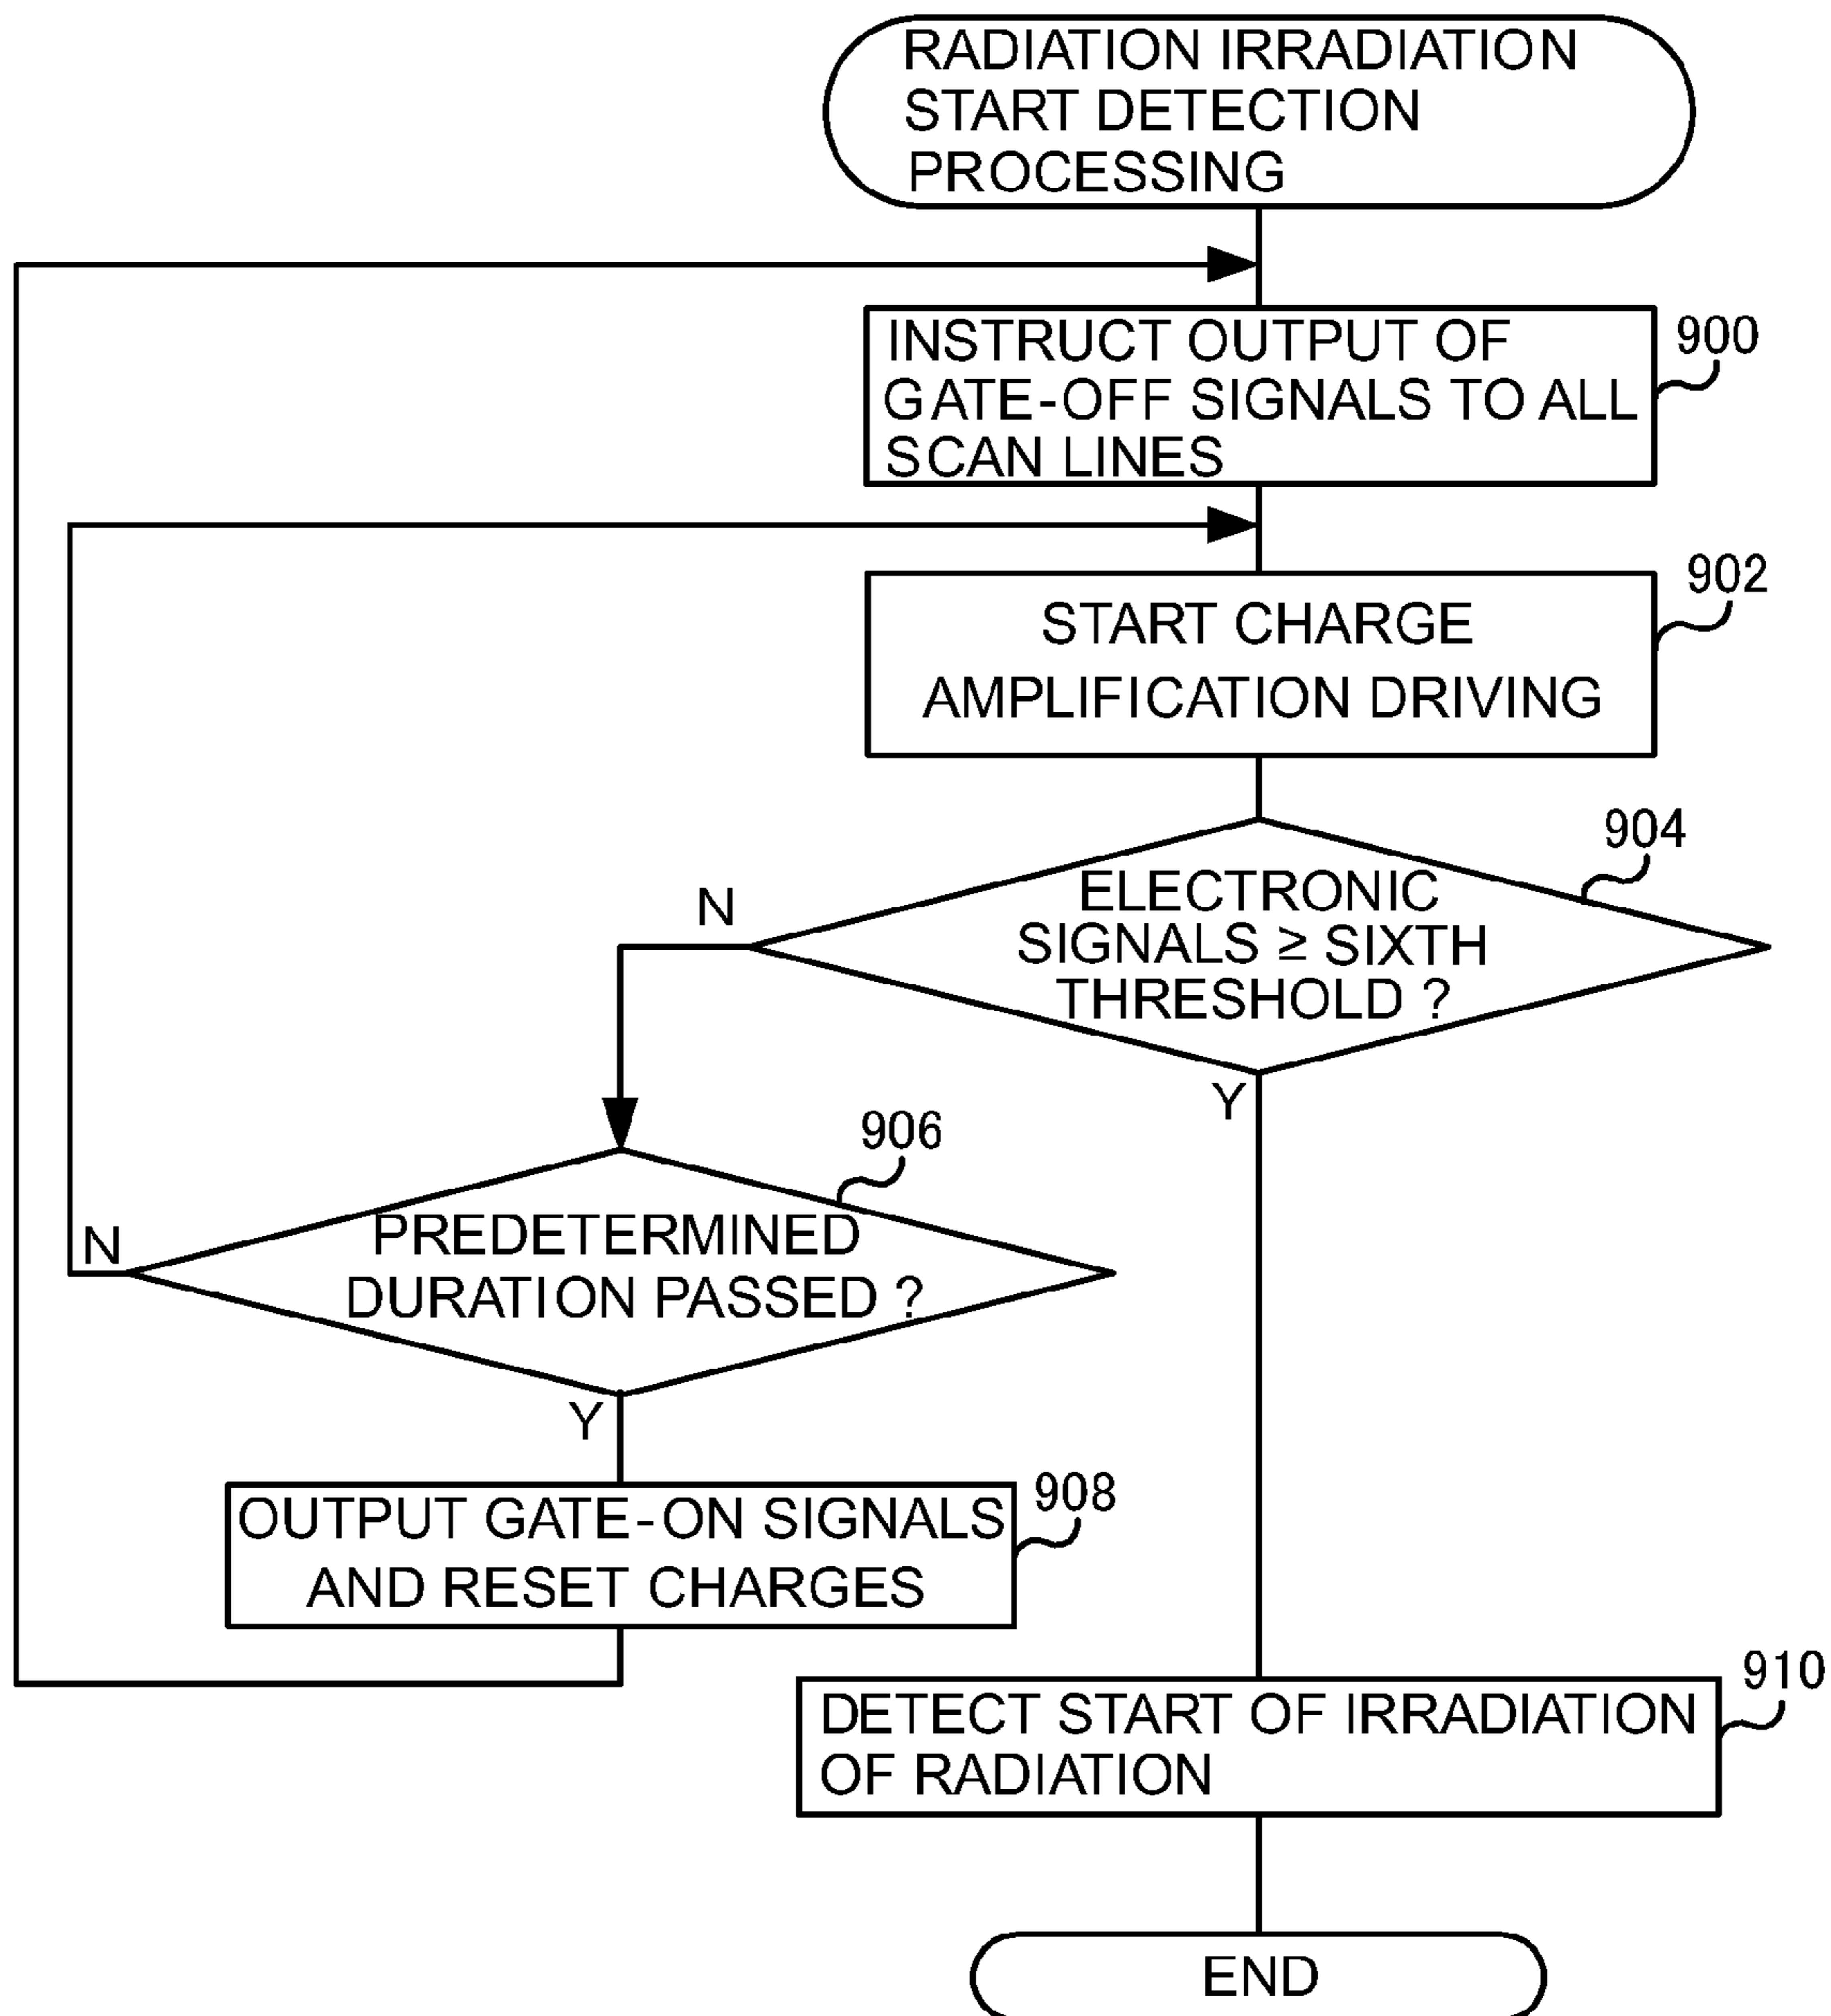 RADIATION IRRADIATION
START DETECTION
PROCESSING
INSTRUCT OUTPUT OF
GATE-OFF SIGNALS TO ALL
SCAN LINES
900
START CHARGE
AMPLIFICATION DRIVING
902
ELECTRONIC
SIGNALS ≥ SIXTH
THRESHOLD ?
904
N
Y
PREDETERMINED
DURATION PASSED ?
906
N
Y
OUTPUT GATE-ON SIGNALS
AND RESET CHARGES
908
DETECT START OF IRRADIATION
OF RADIATION
910
END